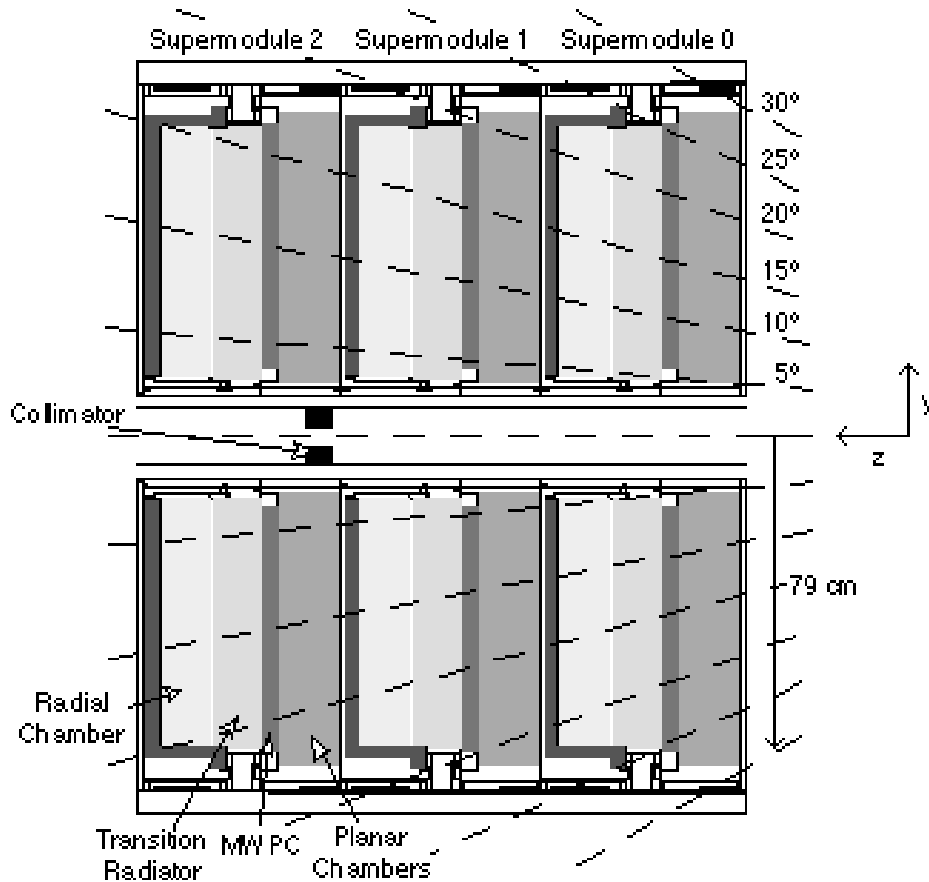 Supermodule 2 Supermodule 1 Supermodule 0
30°
25°
20°
15°
10°
5°
Collimator
z
79 cm
Radial
Chamber
Transition
Radiator
MWPC
Planar
Chambers